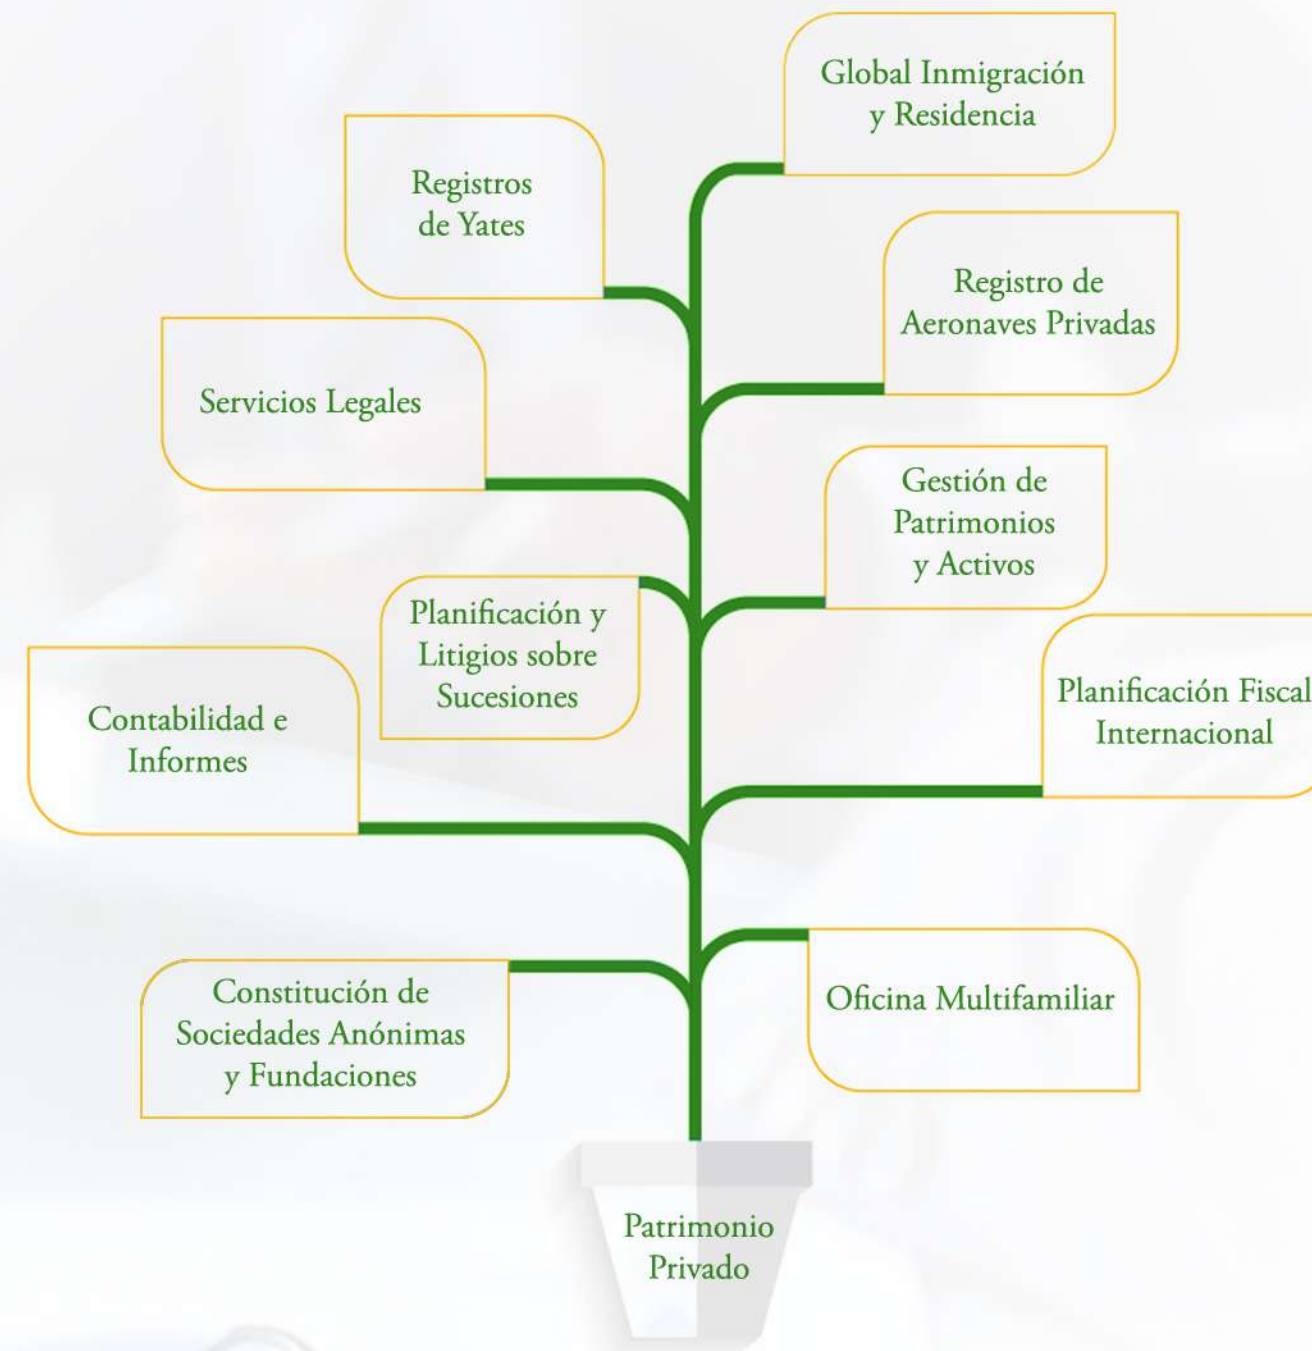 Global Inmigración
y Residencia
Registros
de Yates
Registro de
Aeronaves Privadas
Servicios Legales
Gestión de
Patrimonios
y Activos
Planificación y
Litigios sobre
Sucesiones
Planificación Fiscal
Internacional
Contabilidad e
Informes
Constitución de
Sociedades Anónimas
y Fundaciones
Oficina Multifamiliar
Patrimonio
Privado